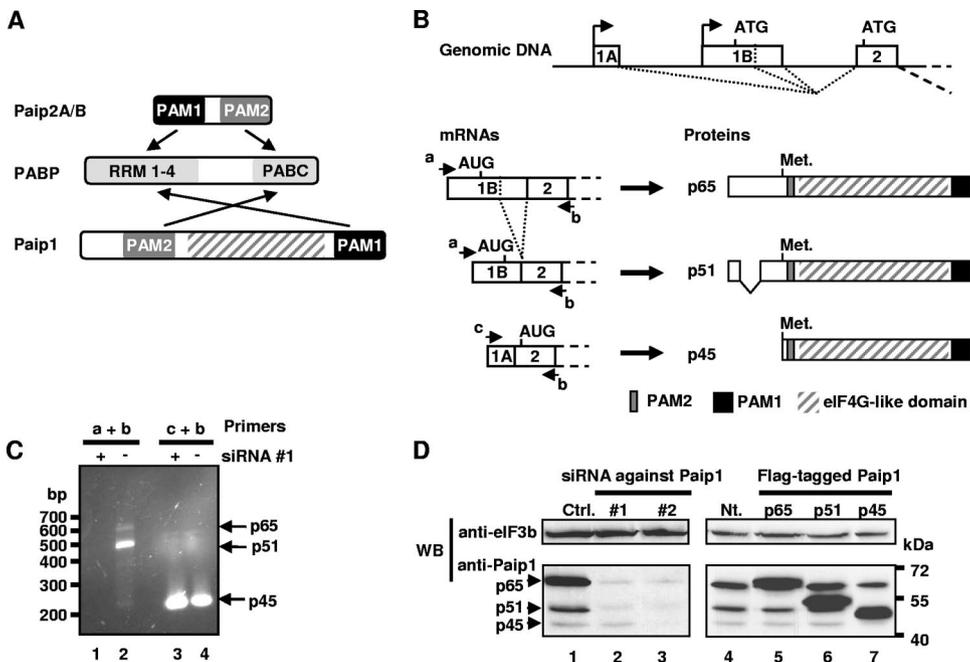 A
Paip2A/B
PAM1 PAM2
PABP
RRM 1-4 PABC
Paip1
PAM2 PAM1
B
ATG ATG
Genomic DNA
1A 1B 2
mRNAs Proteins
a AUG Met.
1B 2 p65
b
a AUG Met.
1B 2 p51
b
c AUG Met.
1A 2 p45
b
PAM2 PAM1 eIF4G-like domain
C
a + b c + b Primers
+ - + - siRNA #1
bp
700
600
500
400
300
200
p65
p51
p45
1 2 3 4
D
siRNA against Paip1 Flag-tagged Paip1
Ctrl. #1 #2 Nt. p65 p51 p45
WB
anti-eIF3b
anti-Paip1
kDa
p65 72
p51 55
p45
40
1 2 3 4 5 6 7